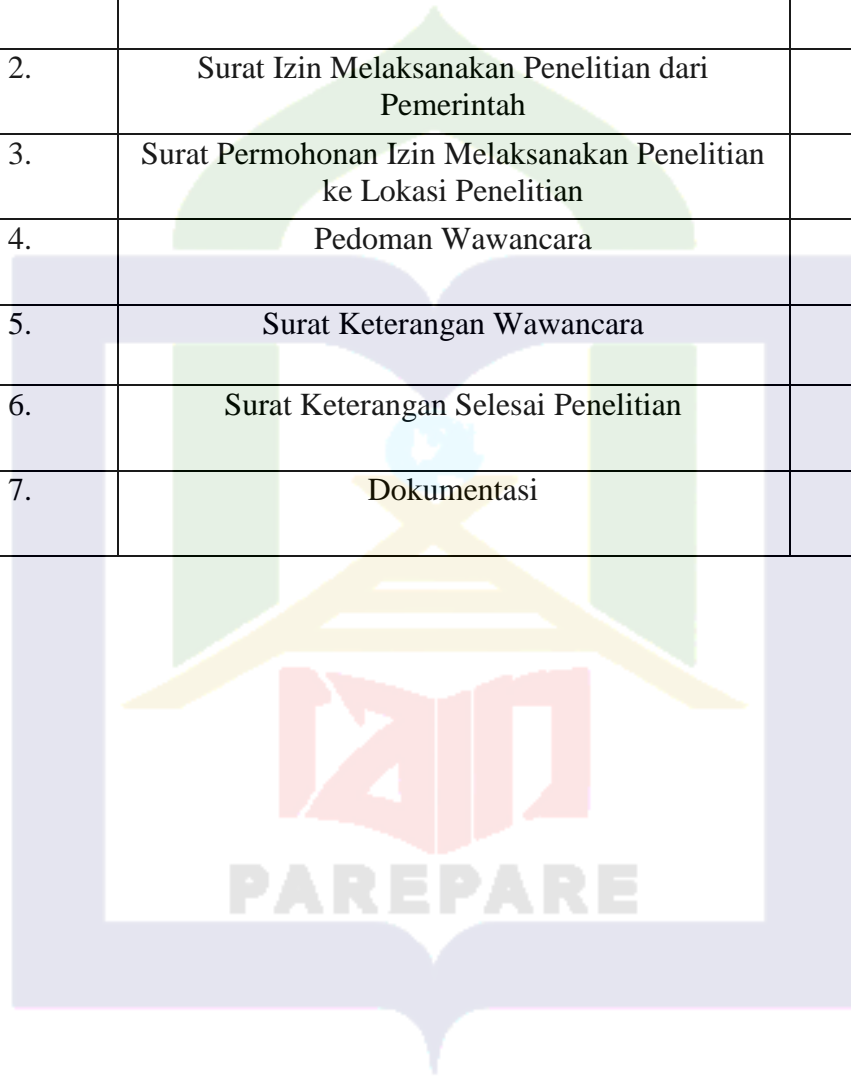 2.
Surat Izin Melaksanakan Penelitian dari
Pemerintah
3.
Surat Permohonan Izin Melaksanakan Penelitian
ke Lokasi Penelitian
4.
Pedoman Wawancara
5.
Surat Keterangan Wawancara
6.
Surat Keterangan Selesai Penelitian
7.
Dokumentasi
iain
PAREPARE